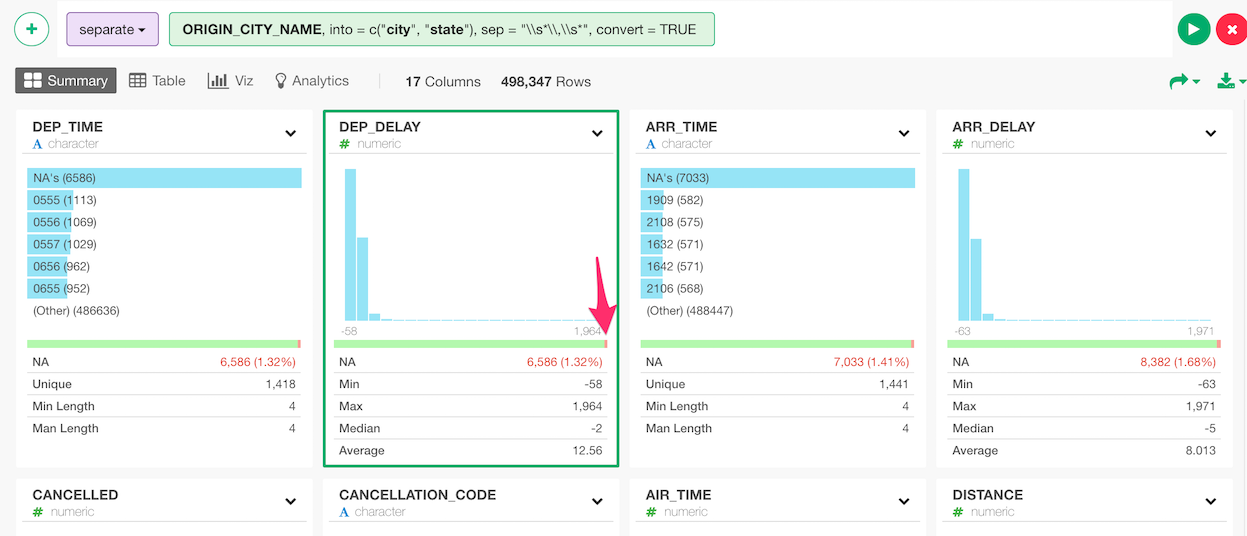 + separate ORIGIN_CITY_NAME, into = c("city", "state"), sep = "\\s*\\,\\s*", convert = TRUE
Summary Table Viz Analytics 17 Columns 498,347 Rows
DEP_TIME
A character
NA's (6586)
0555 (1113)
0556 (1069)
0557 (1029)
0656 (962)
0655 (952)
(Other) (486636)
NA 6,586 (1.32%)
Unique 1,418
Min Length 4
Man Length 4
DEP_DELAY
# numeric
-58 1,964
NA 6,586 (1.32%)
Min -58
Max 1,964
Median -2
Average 12.56
ARR_TIME
A character
NA's (7033)
1909 (582)
2108 (575)
1632 (571)
1642 (571)
2106 (568)
(Other) (488447)
NA 7,033 (1.41%)
Unique 1,441
Min Length 4
Man Length 4
ARR_DELAY
# numeric
-63 1,971
NA 8,382 (1.68%)
Min -63
Max 1,971
Median -5
Average 8.013
CANCELLED
# numeric
CANCELLATION_CODE
A character
AIR_TIME
# numeric
DISTANCE
# numeric